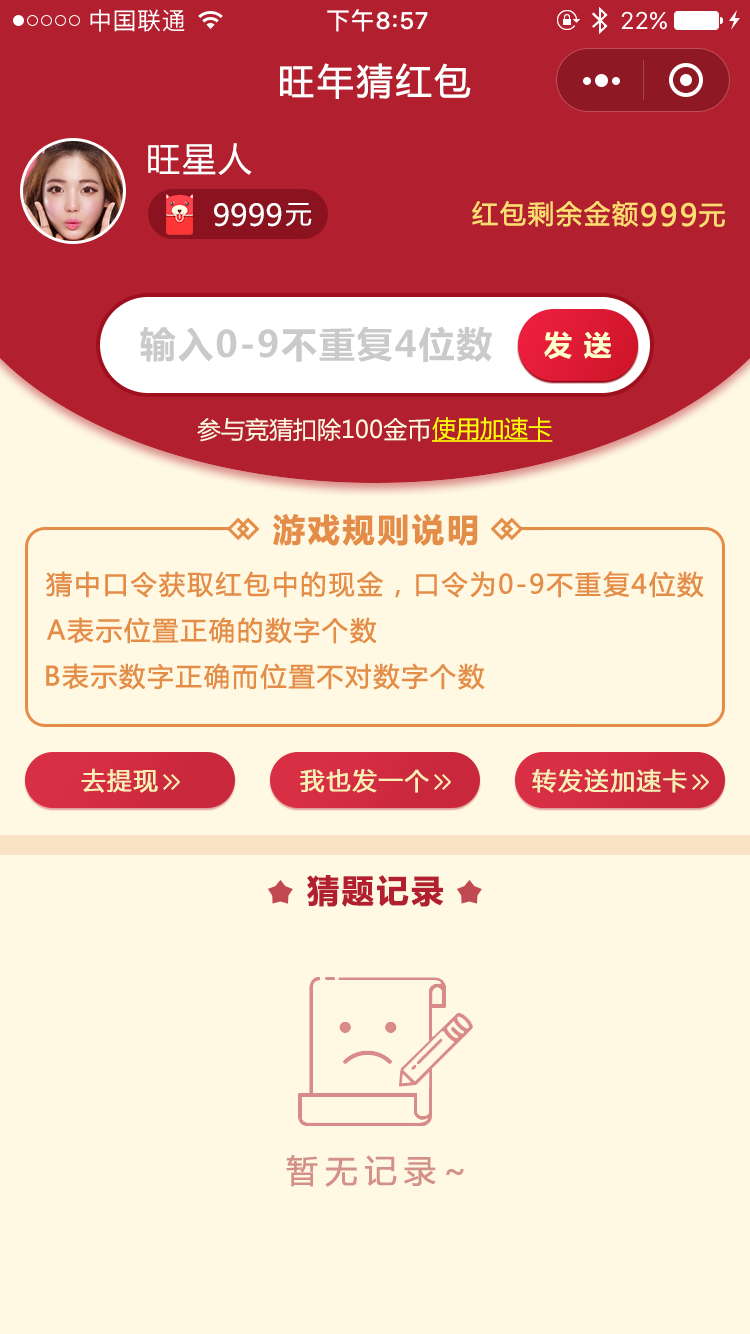 中国联通
下午8:57
22%
旺年猜红包
旺星人
9999元
红包剩余金额999元
输入0-9不重复4位数
发 送
参与竞猜扣除100金币使用加速卡
游戏规则说明
猜中口令获取红包中的现金，口令为0-9不重复4位数
A表示位置正确的数字个数
B表示数字正确而位置不对数字个数
去提现»
我也发一个»
转发送加速卡»
猜题记录
暂无记录~